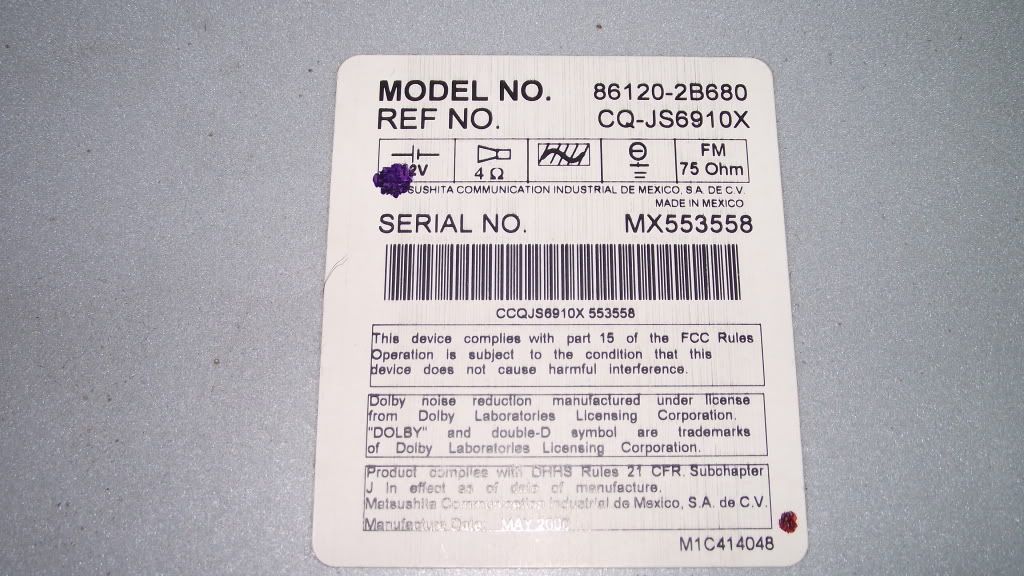 MODEL NO. 86120-2B680
REF NO. CQ-JS6910X
12V 4 Ω FM
75 Ohm
MATSUSHITA COMMUNICATION INDUSTRIAL DE MEXICO, S.A. DE C.V.
MADE IN MEXICO
SERIAL NO. MX553558
CCQJS6910X 553558
This device complies with part 15 of the FCC Rules
Operation is subject to the condition that this
device does not cause harmful interference.
Dolby noise reduction manufactured under license
from Dolby Laboratories Licensing Corporation.
"DOLBY" and double-D symbol are trademarks
of Dolby Laboratories Licensing Corporation.
Product complies with DHHS Rules 21 CFR. Subchapter
J in effect as of date of manufacture.
Matsushita Communication Industrial de Mexico, S.A. de C.V.
Manufacture Date: MAY
M1C414048